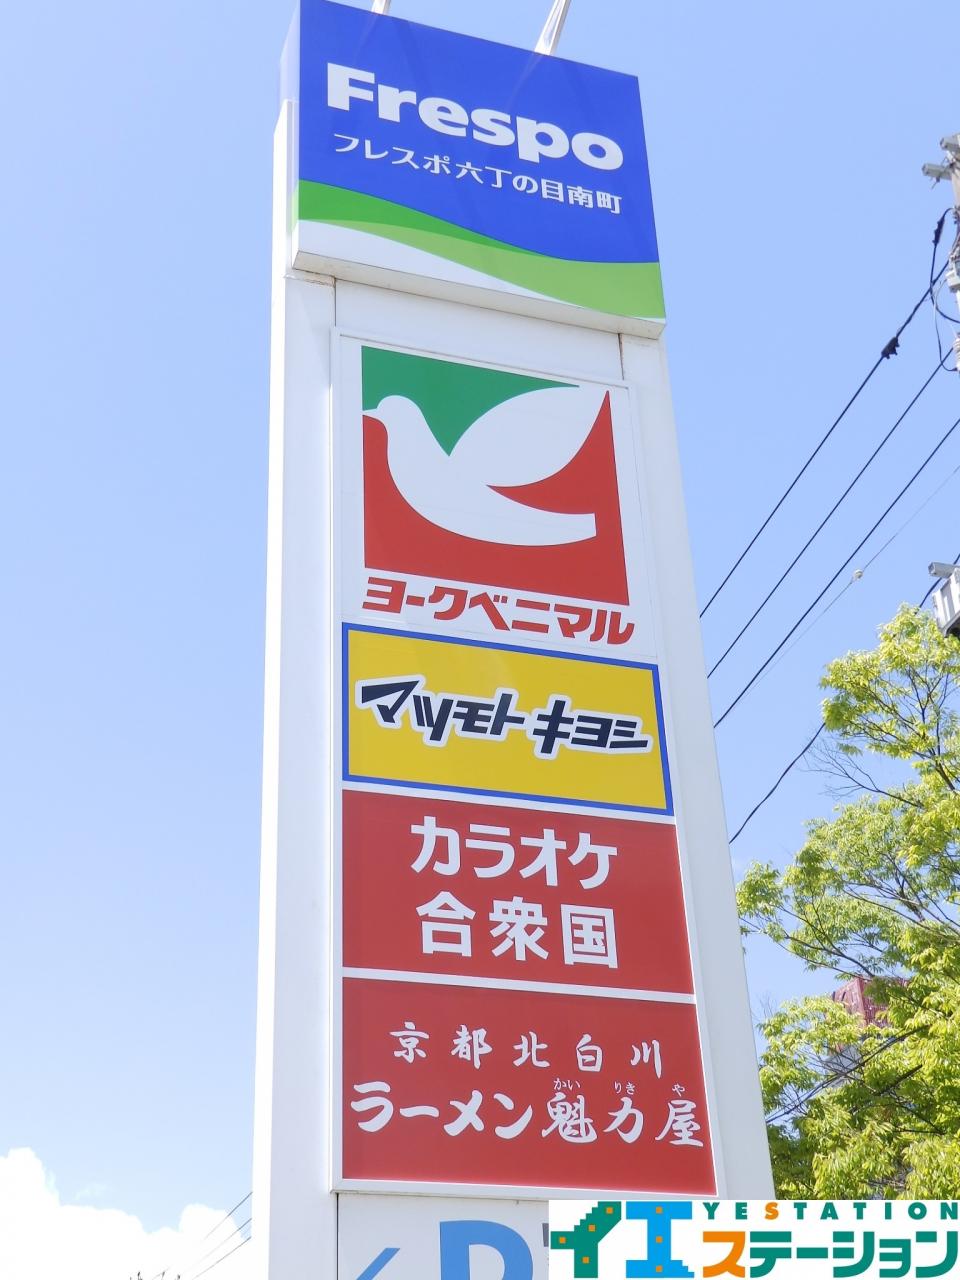 Frespo
フレスポ六丁の目南町
ヨークベニマル
マツモトキヨシ
カラオケ
合衆国
京都北白川
ラーメン魁力屋
かい りき や
P
YESTATION
イエステーション